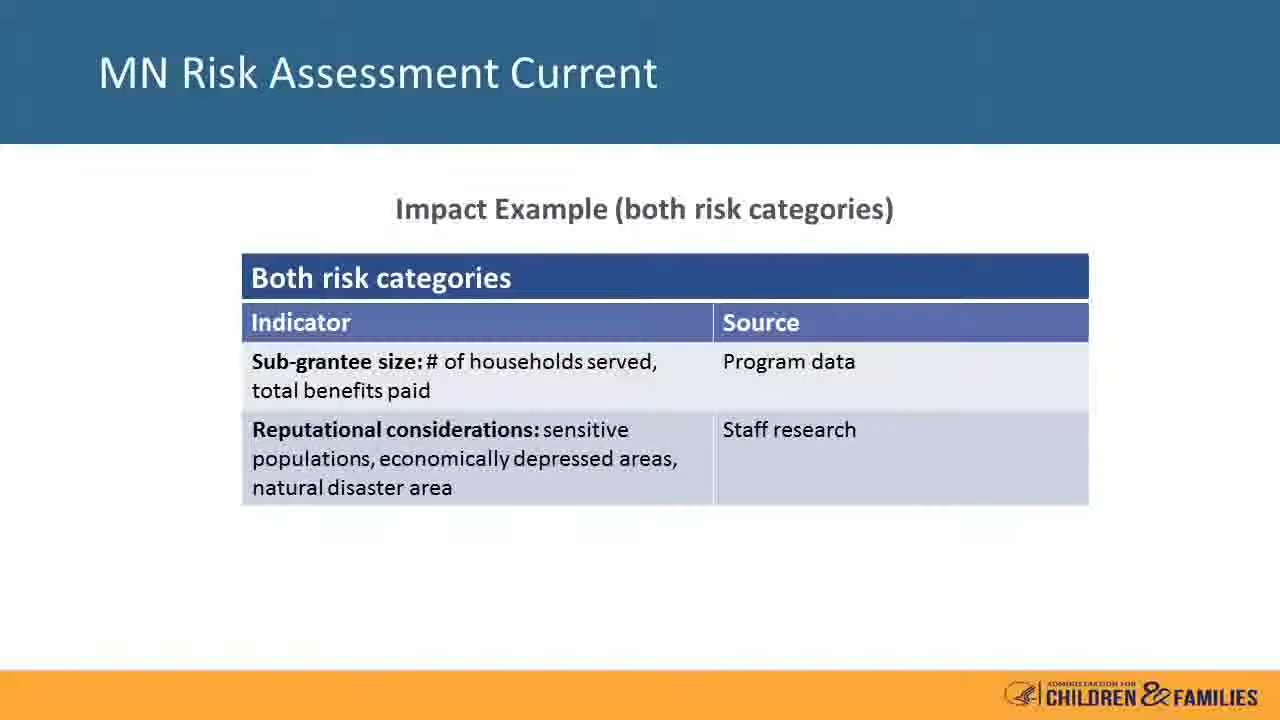 MN Risk Assessment Current
Impact Example (both risk categories)
Both risk categories
Indicator Source
Sub-grantee size: # of households served, Program data
total benefits paid
Reputational considerations: sensitive Staff research
populations, economically depressed areas,
natural disaster area
ADMINISTRATION FOR
CHILDREN & FAMILIES